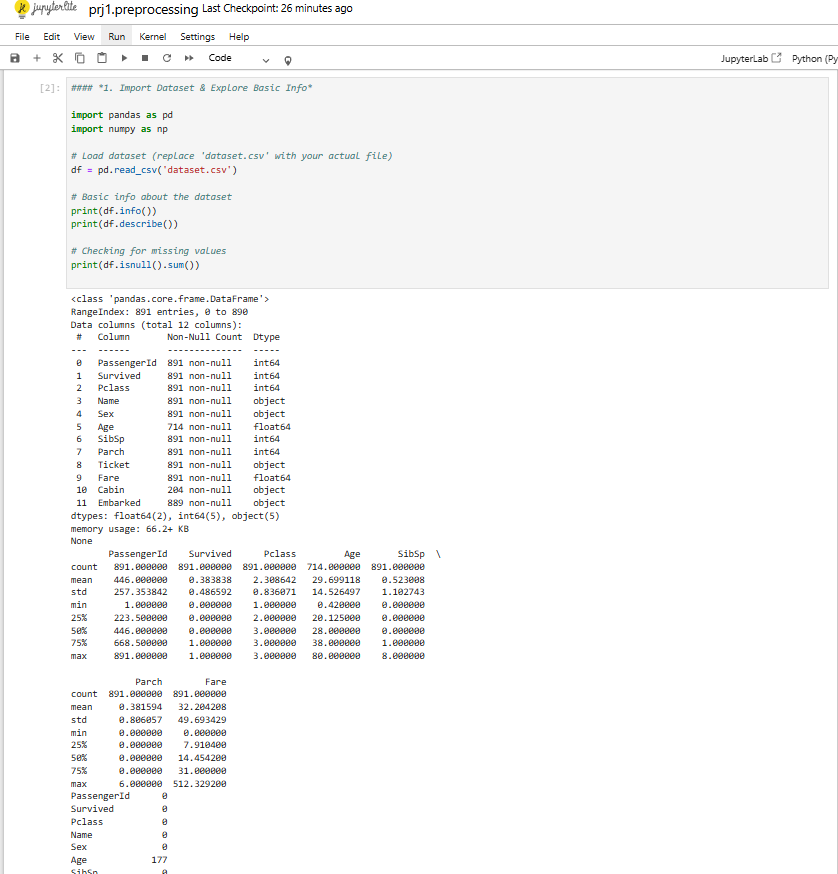 jupyterlite prj1.preprocessing Last Checkpoint: 26 minutes ago
File Edit View Run Kernel Settings Help
Code JupyterLab Python (Py
[2]: #### *1. Import Dataset & Explore Basic Info*
import pandas as pd
import numpy as np
# Load dataset (replace 'dataset.csv' with your actual file)
df = pd.read_csv('dataset.csv')
# Basic info about the dataset
print(df.info())
print(df.describe())
# Checking for missing values
print(df.isnull().sum())
<class 'pandas.core.frame.DataFrame'>
RangeIndex: 891 entries, 0 to 890
Data columns (total 12 columns):
# Column Non-Null Count Dtype
--- ------ -------------- -----
0 PassengerId 891 non-null int64
1 Survived 891 non-null int64
2 Pclass 891 non-null int64
3 Name 891 non-null object
4 Sex 891 non-null object
5 Age 714 non-null float64
6 SibSp 891 non-null int64
7 Parch 891 non-null int64
8 Ticket 891 non-null object
9 Fare 891 non-null float64
10 Cabin 204 non-null object
11 Embarked 889 non-null object
dtypes: float64(2), int64(5), object(5)
memory usage: 66.2+ KB
None
PassengerId Survived Pclass Age SibSp \
count 891.000000 891.000000 891.000000 714.000000 891.000000
mean 446.000000 0.383838 2.308642 29.699118 0.523008
std 257.353842 0.486592 0.836071 14.526497 1.102743
min 1.000000 0.000000 1.000000 0.420000 0.000000
25% 223.500000 0.000000 2.000000 20.125000 0.000000
50% 446.000000 0.000000 3.000000 28.000000 0.000000
75% 668.500000 1.000000 3.000000 38.000000 1.000000
max 891.000000 1.000000 3.000000 80.000000 8.000000
Parch Fare
count 891.000000 891.000000
mean 0.381594 32.204208
std 0.806057 49.693429
min 0.000000 0.000000
25% 0.000000 7.910400
50% 0.000000 14.454200
75% 0.000000 31.000000
max 6.000000 512.329200
PassengerId 0
Survived 0
Pclass 0
Name 0
Sex 0
Age 177
SibSp 0